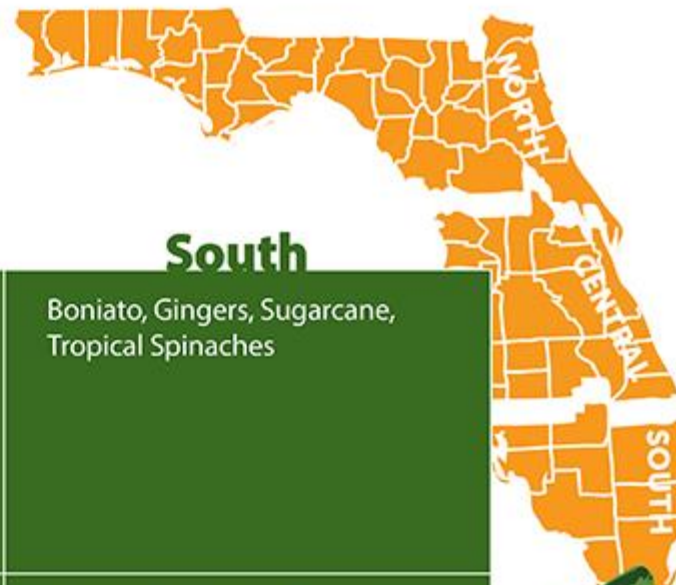 NORTH
South
CENTRAL
Boniato, Gingers, Sugarcane,
Tropical Spinaches
SOUTH